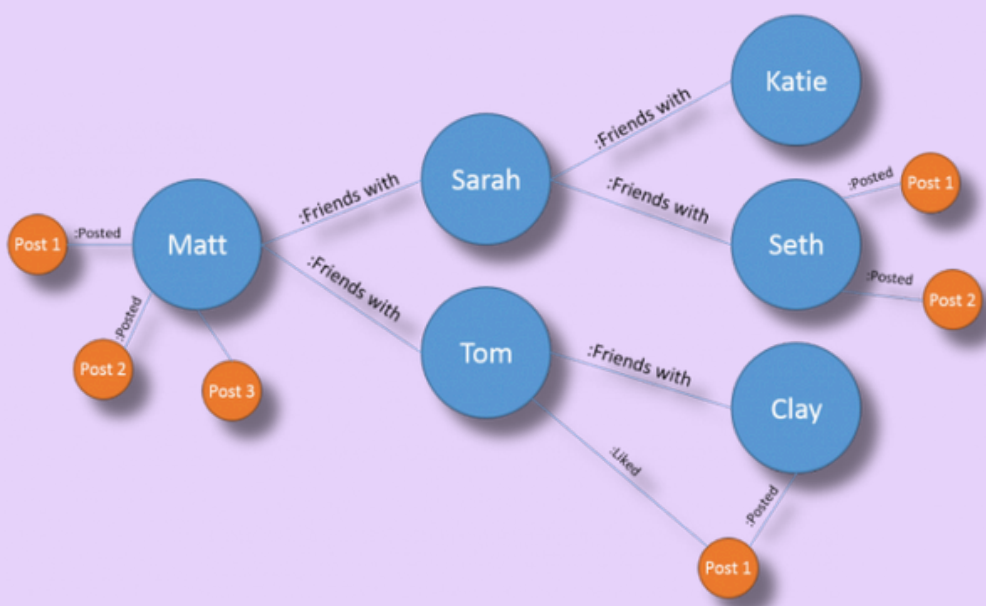 Katie
:Friends with
Sarah
:Friends with
:Friends with
:Posted
Post 1
Seth
:Posted
Post 2
Matt
:Posted
Post 1
:Posted
Post 2
Post 3
:Friends with
Tom
:Friends with
Clay
:Liked
:Posted
Post 1